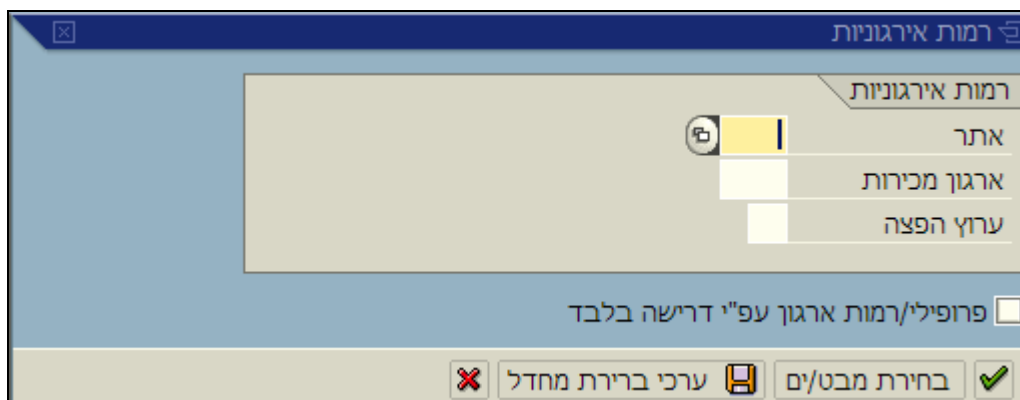 רמות אירגוניות
רמות אירגוניות
אתר
ארגון מכירות
ערוץ הפצה
פרופילי/רמות ארגון עפ"י דרישה בלבד
בחירת מבט/ים ערכי ברירת מחדל